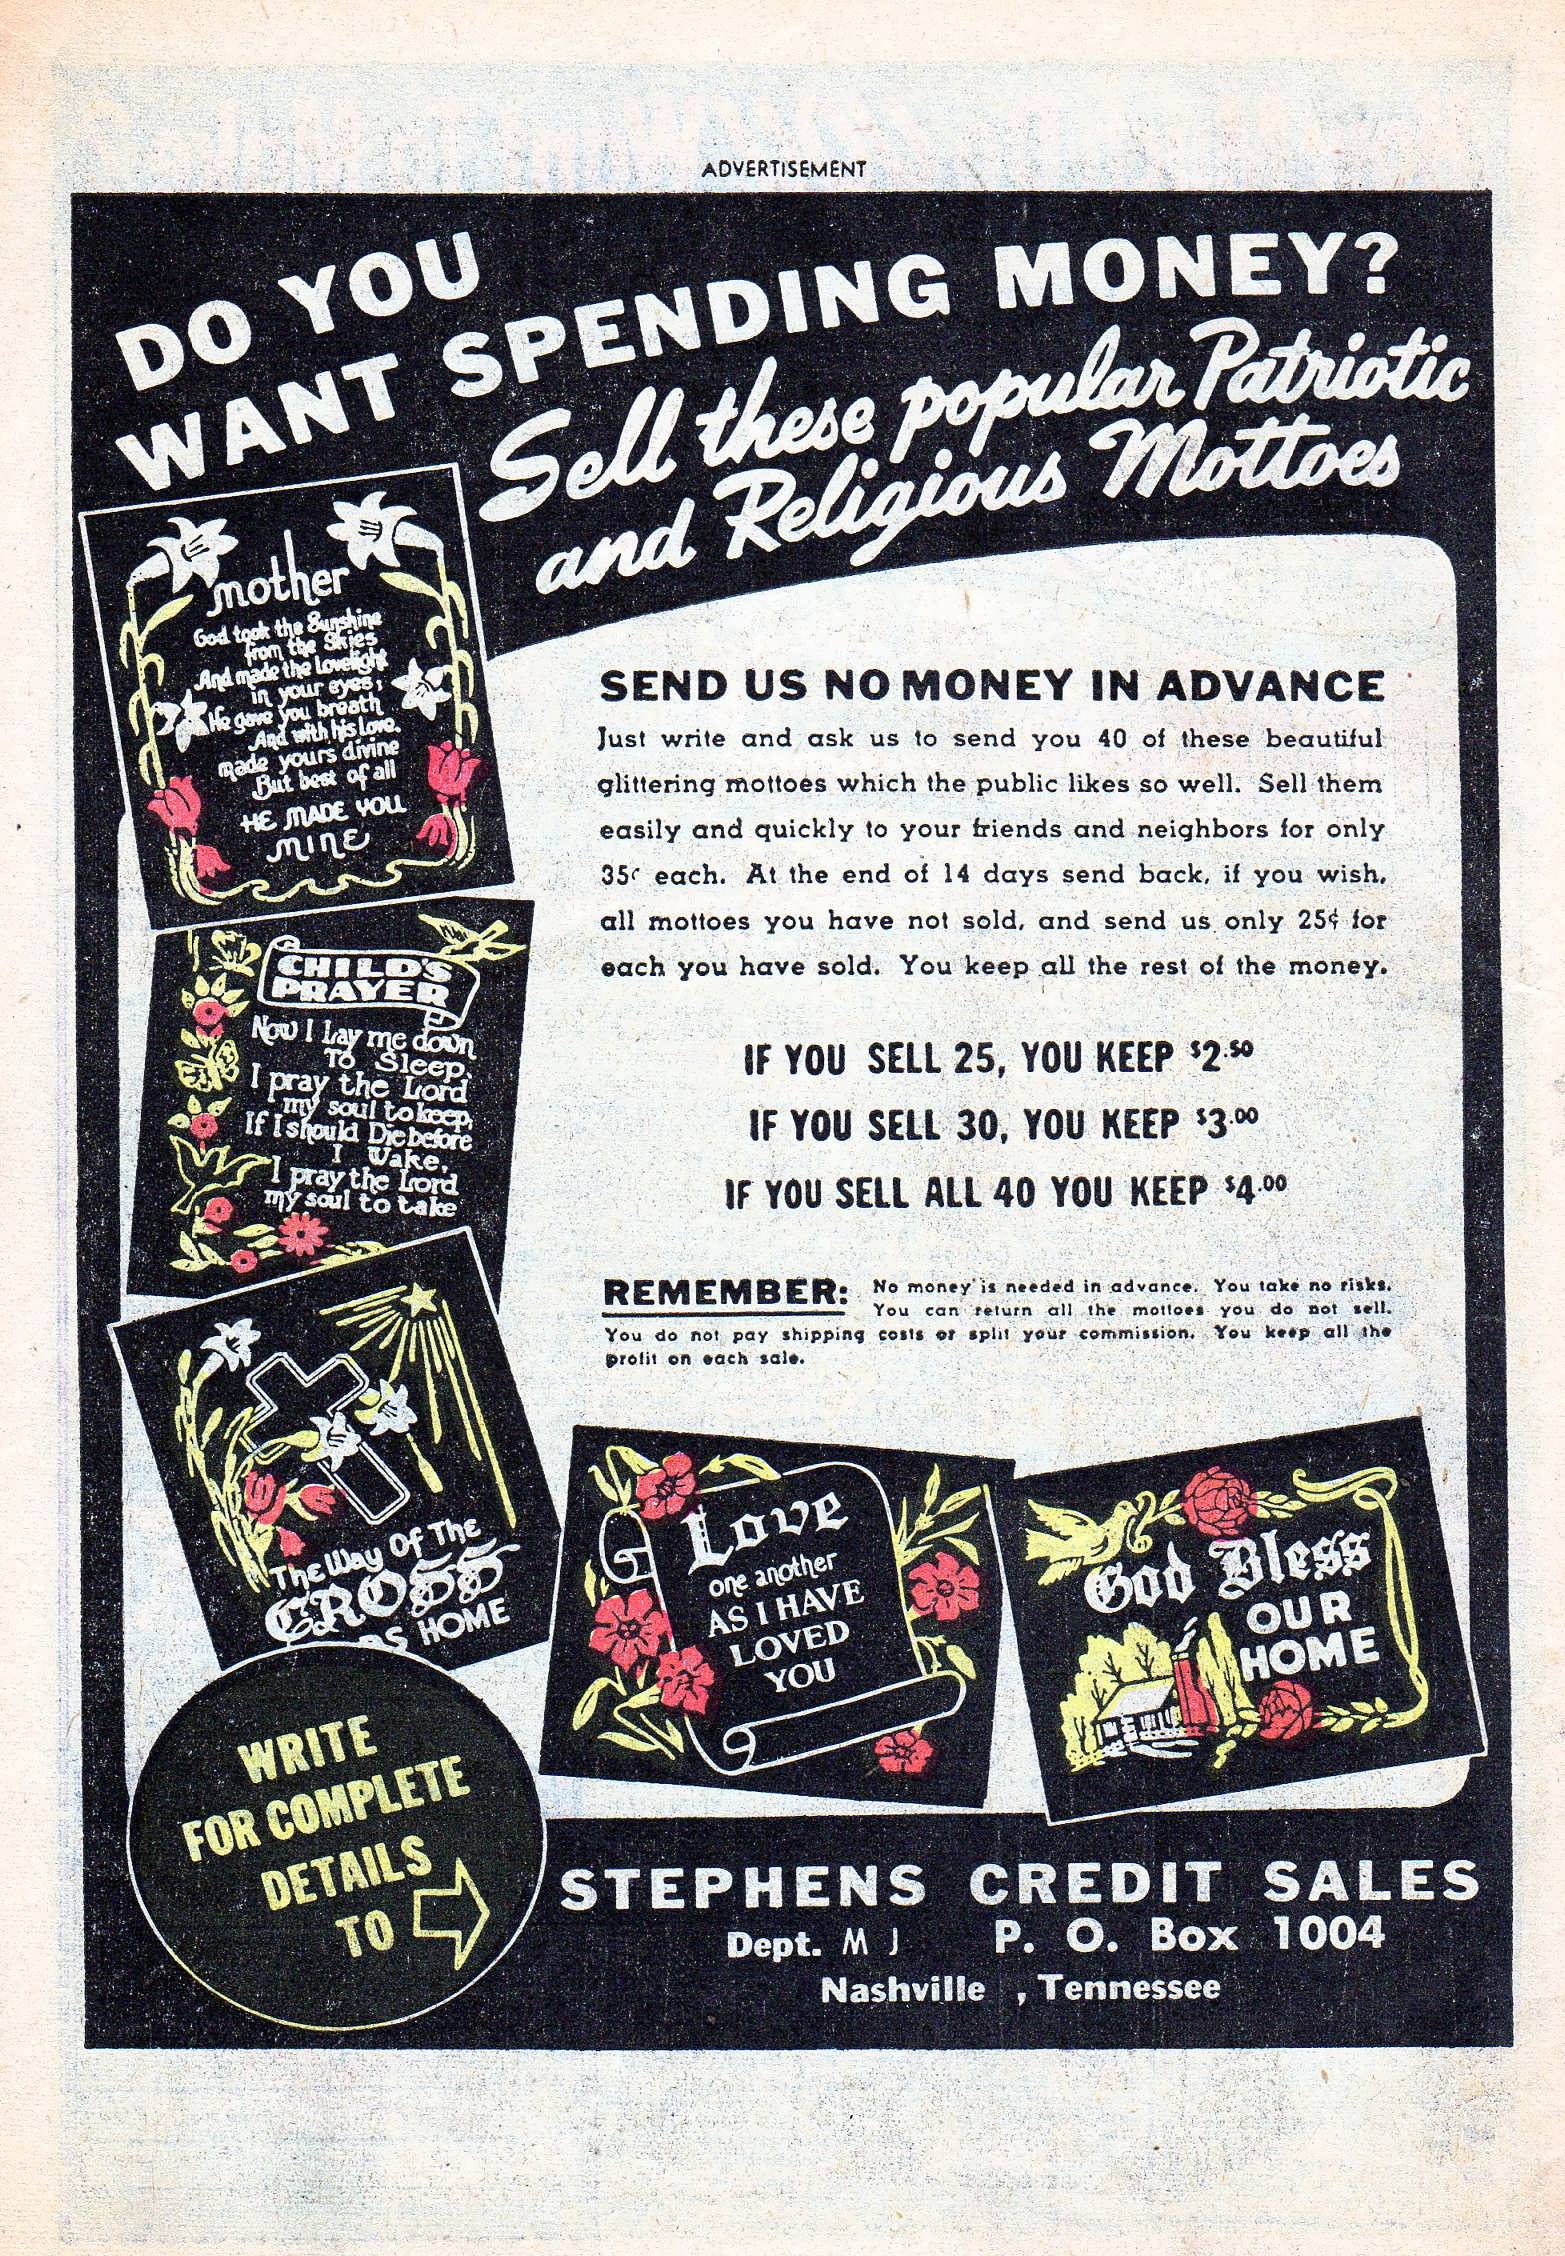 ADVERTISEMENT
DO YOU
WANT SPENDING MONEY?
Sell these popular Patriotic
and Religious Mottoes
mother
God took the Sunshine
from the Skies
And made the Lovelight
in your eyes;
He gave you breath
And with his Love,
made yours divine
But best of all
HE MADE YOU
MINE
CHILD'S
PRAYER
Now I Lay me down
To Sleep.
I pray the Lord
my soul to keep,
If I should Die before
I Wake,
I pray the Lord
my soul to take
The Way Of The
CROSS
HOME
SEND US NO MONEY IN ADVANCE
Just write and ask us to send you 40 of these beautiful
glittering mottoes which the public likes so well. Sell them
easily and quickly to your friends and neighbors for only
35¢ each. At the end of 14 days send back, if you wish,
all mottoes you have not sold, and send us only 25¢ for
each you have sold. You keep all the rest of the money.
IF YOU SELL 25, YOU KEEP $2.50
IF YOU SELL 30, YOU KEEP $3.00
IF YOU SELL ALL 40 YOU KEEP $4.00
REMEMBER: No money is needed in advance. You take no risks.
You can return all the mottoes you do not sell.
You do not pay shipping costs or split your commission. You keep all the
profit on each sale.
Love
one another
AS I HAVE
LOVED
YOU
God Bless
OUR
HOME
WRITE
FOR COMPLETE
DETAILS
TO
STEPHENS CREDIT SALES
Dept. M J P. O. Box 1004
Nashville , Tennessee